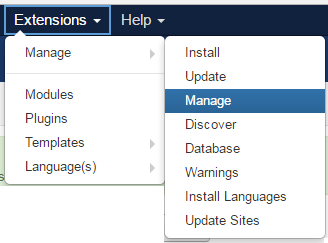 Extensions Help
Manage
Modules
Plugins
Templates
Language(s)
Install
Update
Manage
Discover
Database
Warnings
Install Languages
Update Sites